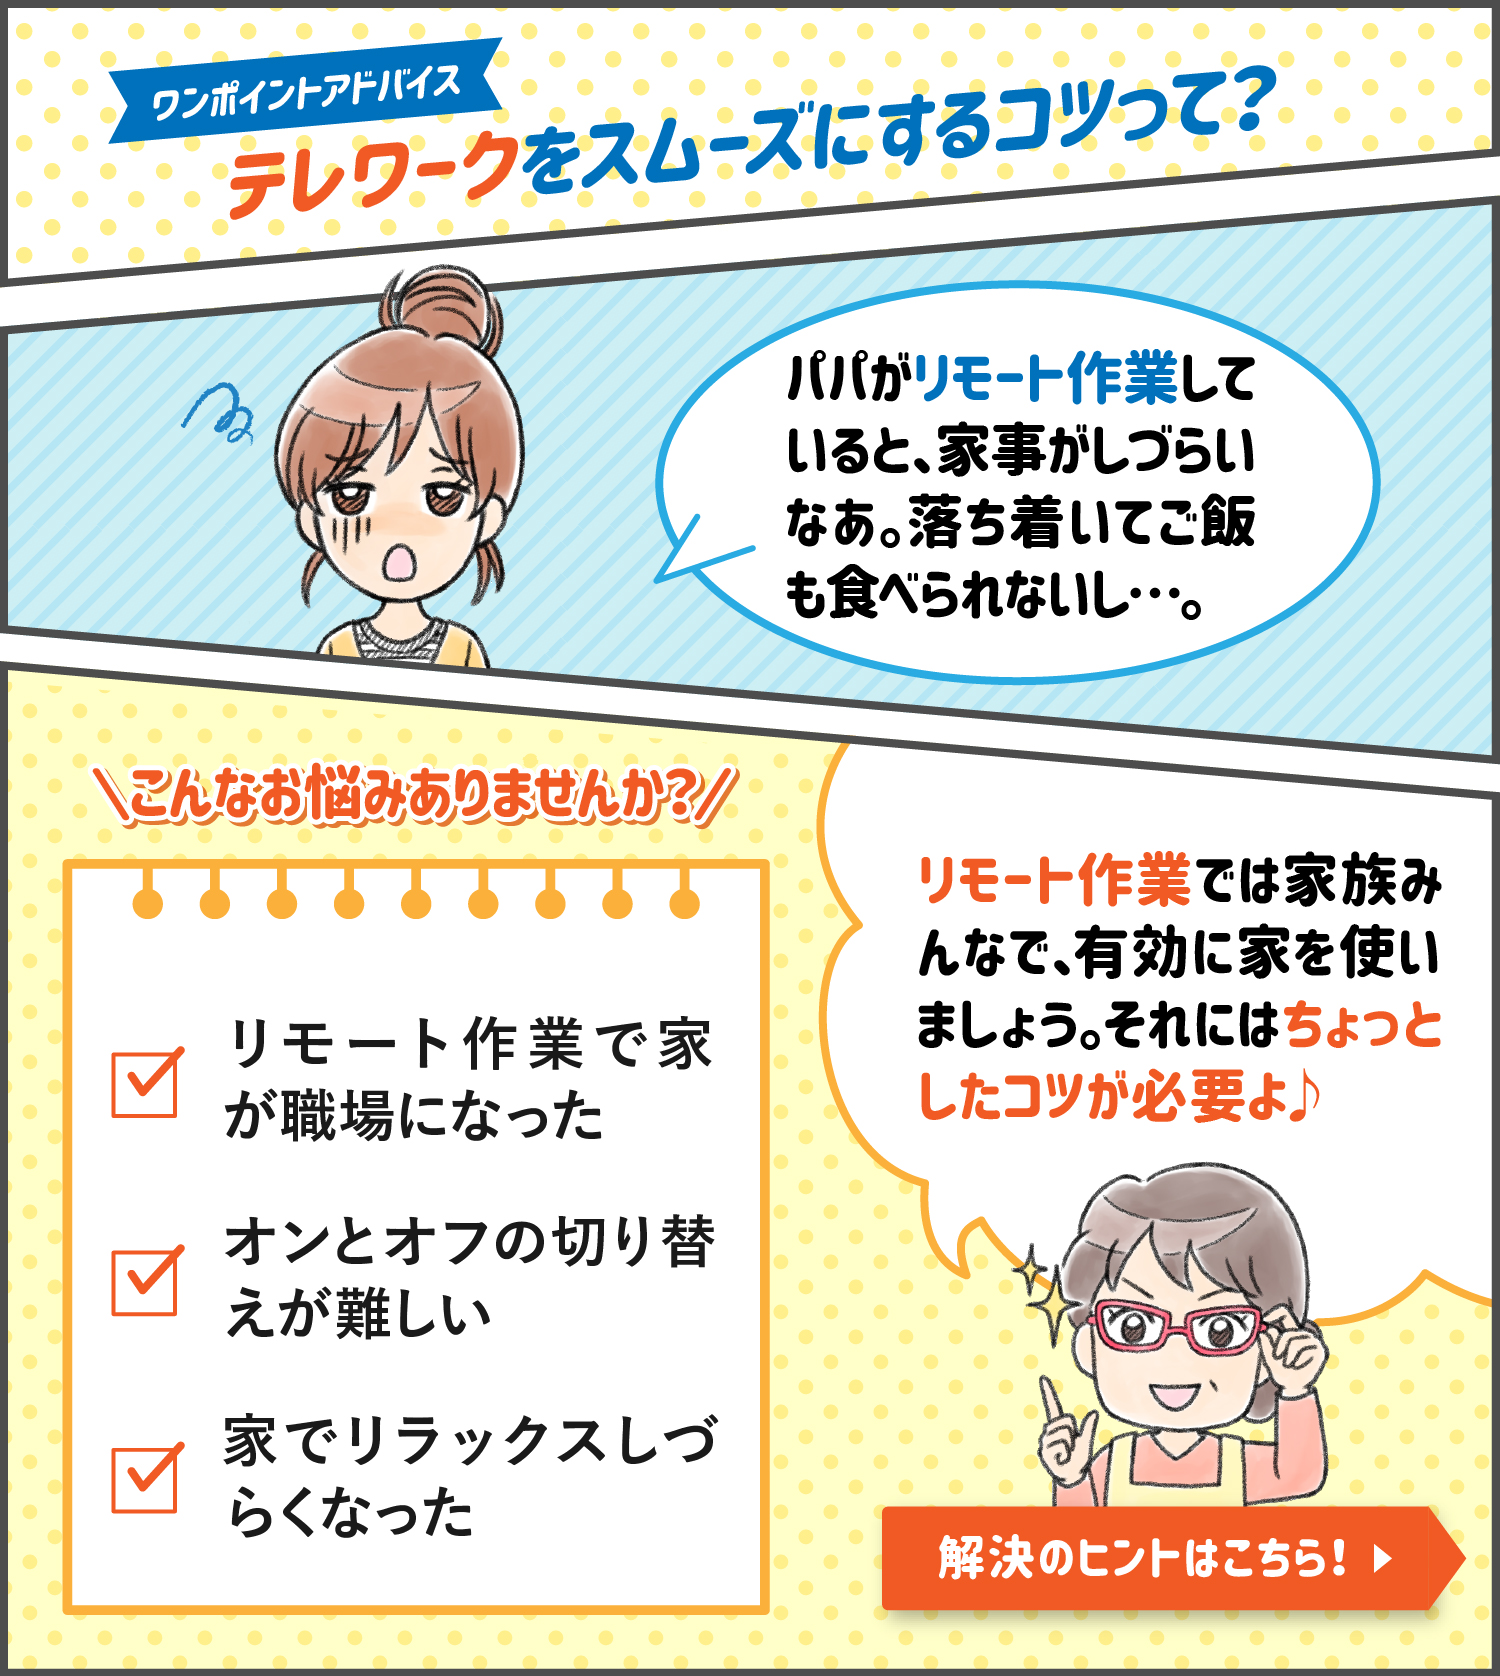 ワンポイントアドバイス
テレワークをスムーズにするコツって?
パパがリモート作業して
いると、家事がしづらい
なあ。落ち着いてご飯
も食べられないし…。
\こんなお悩みありませんか?/
リモート作業で家
が職場になった
オンとオフの切り替
えが難しい
家でリラックスしづ
らくなった
リモート作業では家族み
んなで、有効に家を使い
ましょう。それにはちょっと
したコツが必要よ♪
解決のヒントはこちら!